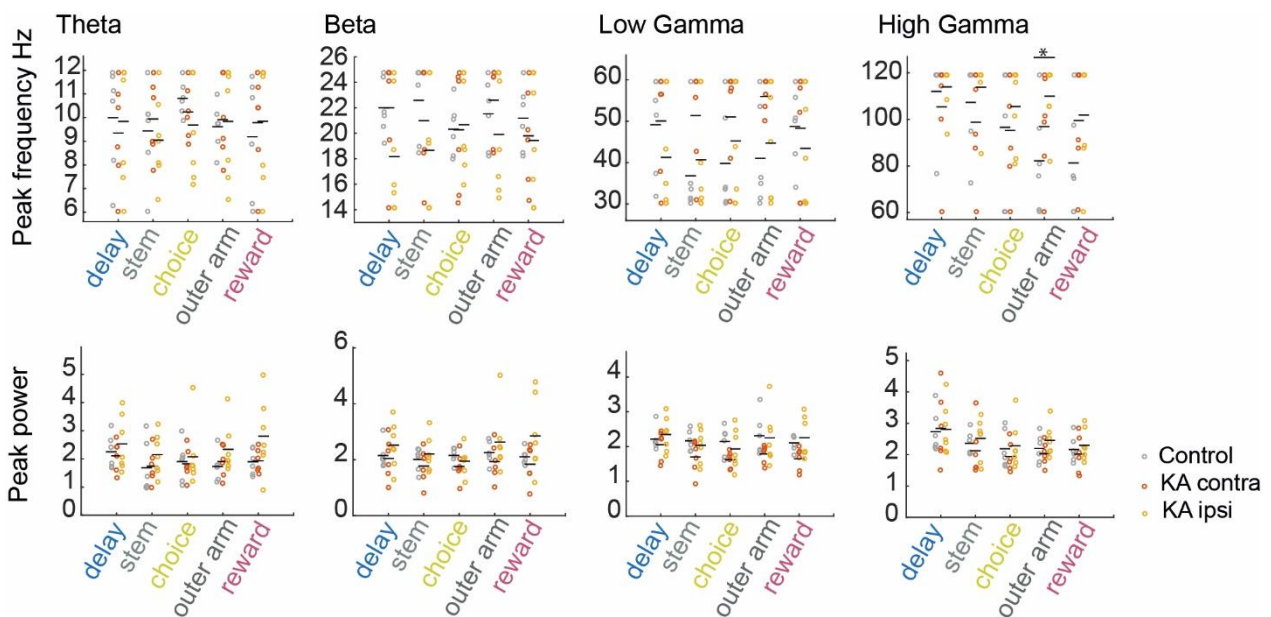 Theta
Beta
Low Gamma
High Gamma
Peak frequency Hz
12
11
10
9
8
7
6
delay
stem
choice
outer arm
reward
26
24
22
20
18
16
14
delay
stem
choice
outer arm
reward
60
50
40
30
delay
stem
choice
outer arm
reward
*
120
100
80
60
delay
stem
choice
outer arm
reward
Peak power
5
4
3
2
1
0
delay
stem
choice
outer arm
reward
6
4
2
0
delay
stem
choice
outer arm
reward
4
3
2
1
0
delay
stem
choice
outer arm
reward
5
4
3
2
1
0
delay
stem
choice
outer arm
reward
Control
KA contra
KA ipsi